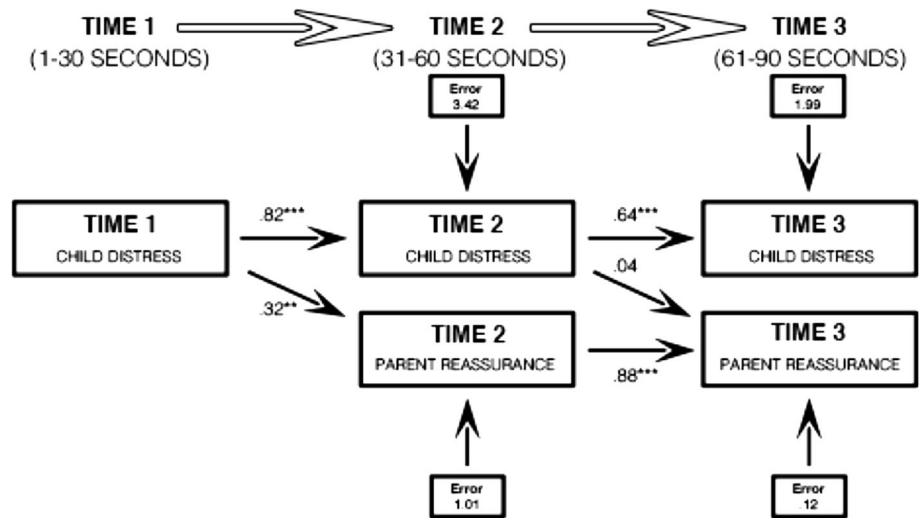 TIME 1 TIME 2 TIME 3
(1-30 SECONDS) (31-60 SECONDS) (61-90 SECONDS)
Error Error
3.42 1.99
TIME 1 .82*** TIME 2 .64*** TIME 3
CHILD DISTRESS CHILD DISTRESS CHILD DISTRESS
.04
.32**
TIME 2 TIME 3
PARENT REASSURANCE PARENT REASSURANCE
.88***
Error Error
1.01 .12